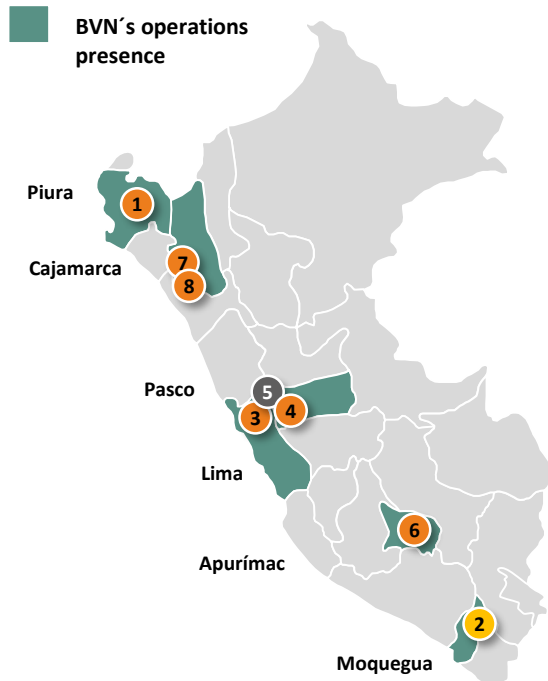 BVN´s operations
presence
Piura
1
Cajamarca
7
8
Pasco
5
3
4
Lima
6
Apurímac
2
Moquegua